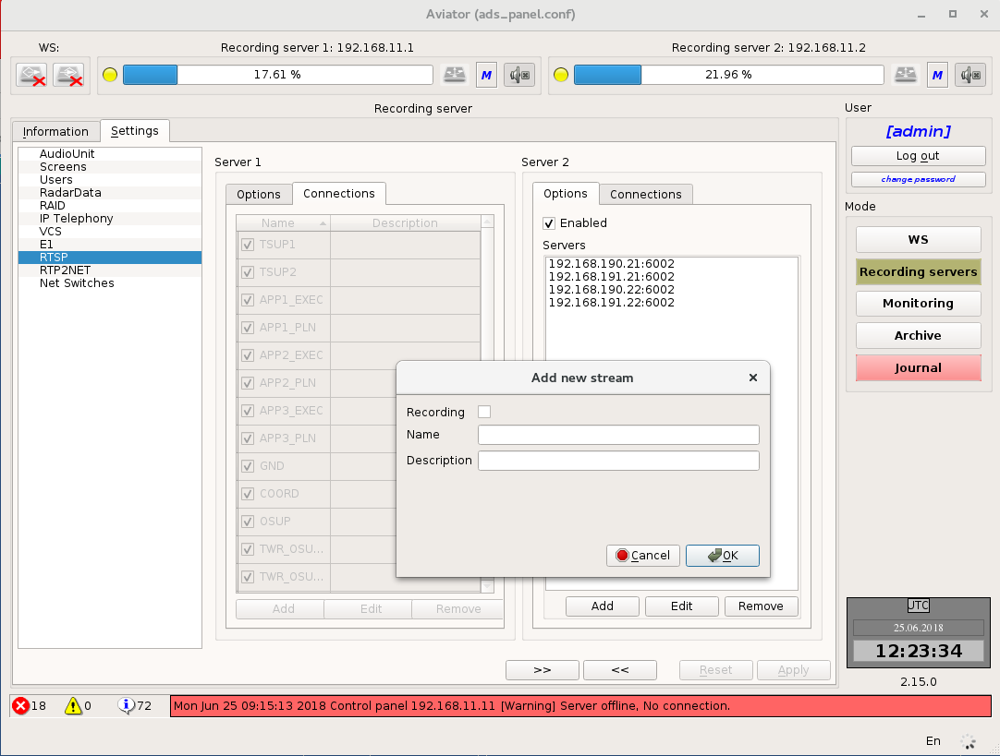 Aviator (ads_panel.conf)
WS:
Recording server 1: 192.168.11.1
Recording server 2: 192.168.11.2
17.61 %
M
21.96 %
M
Recording server
User
[admin]
Log out
change password
Mode
WS
Recording servers
Monitoring
Archive
Journal
Information
Settings
AudioUnit
Screens
Users
RadarData
RAID
IP Telephony
VCS
E1
RTSP
RTP2NET
Net Switches
Server 1
Options
Connections
Name
Description
TSUP1
TSUP2
APP1_EXEC
APP1_PLN
APP2_EXEC
APP2_PLN
APP3_EXEC
APP3_PLN
GND
COORD
OSUP
TWR_OSU...
TWR_OSU...
Add
Edit
Remove
Server 2
Options
Connections
Enabled
Servers
192.168.190.21:6002
192.168.191.21:6002
192.168.190.22:6002
192.168.191.22:6002
Add new stream
Recording
Name
Description
Cancel
OK
Add
Edit
Remove
>>
<<
Reset
Apply
UTC
25.06.2018
12:23:34
2.15.0
18
0
72
Mon Jun 25 09:15:13 2018 Control panel 192.168.11.11 [Warning] Server offline, No connection.
En